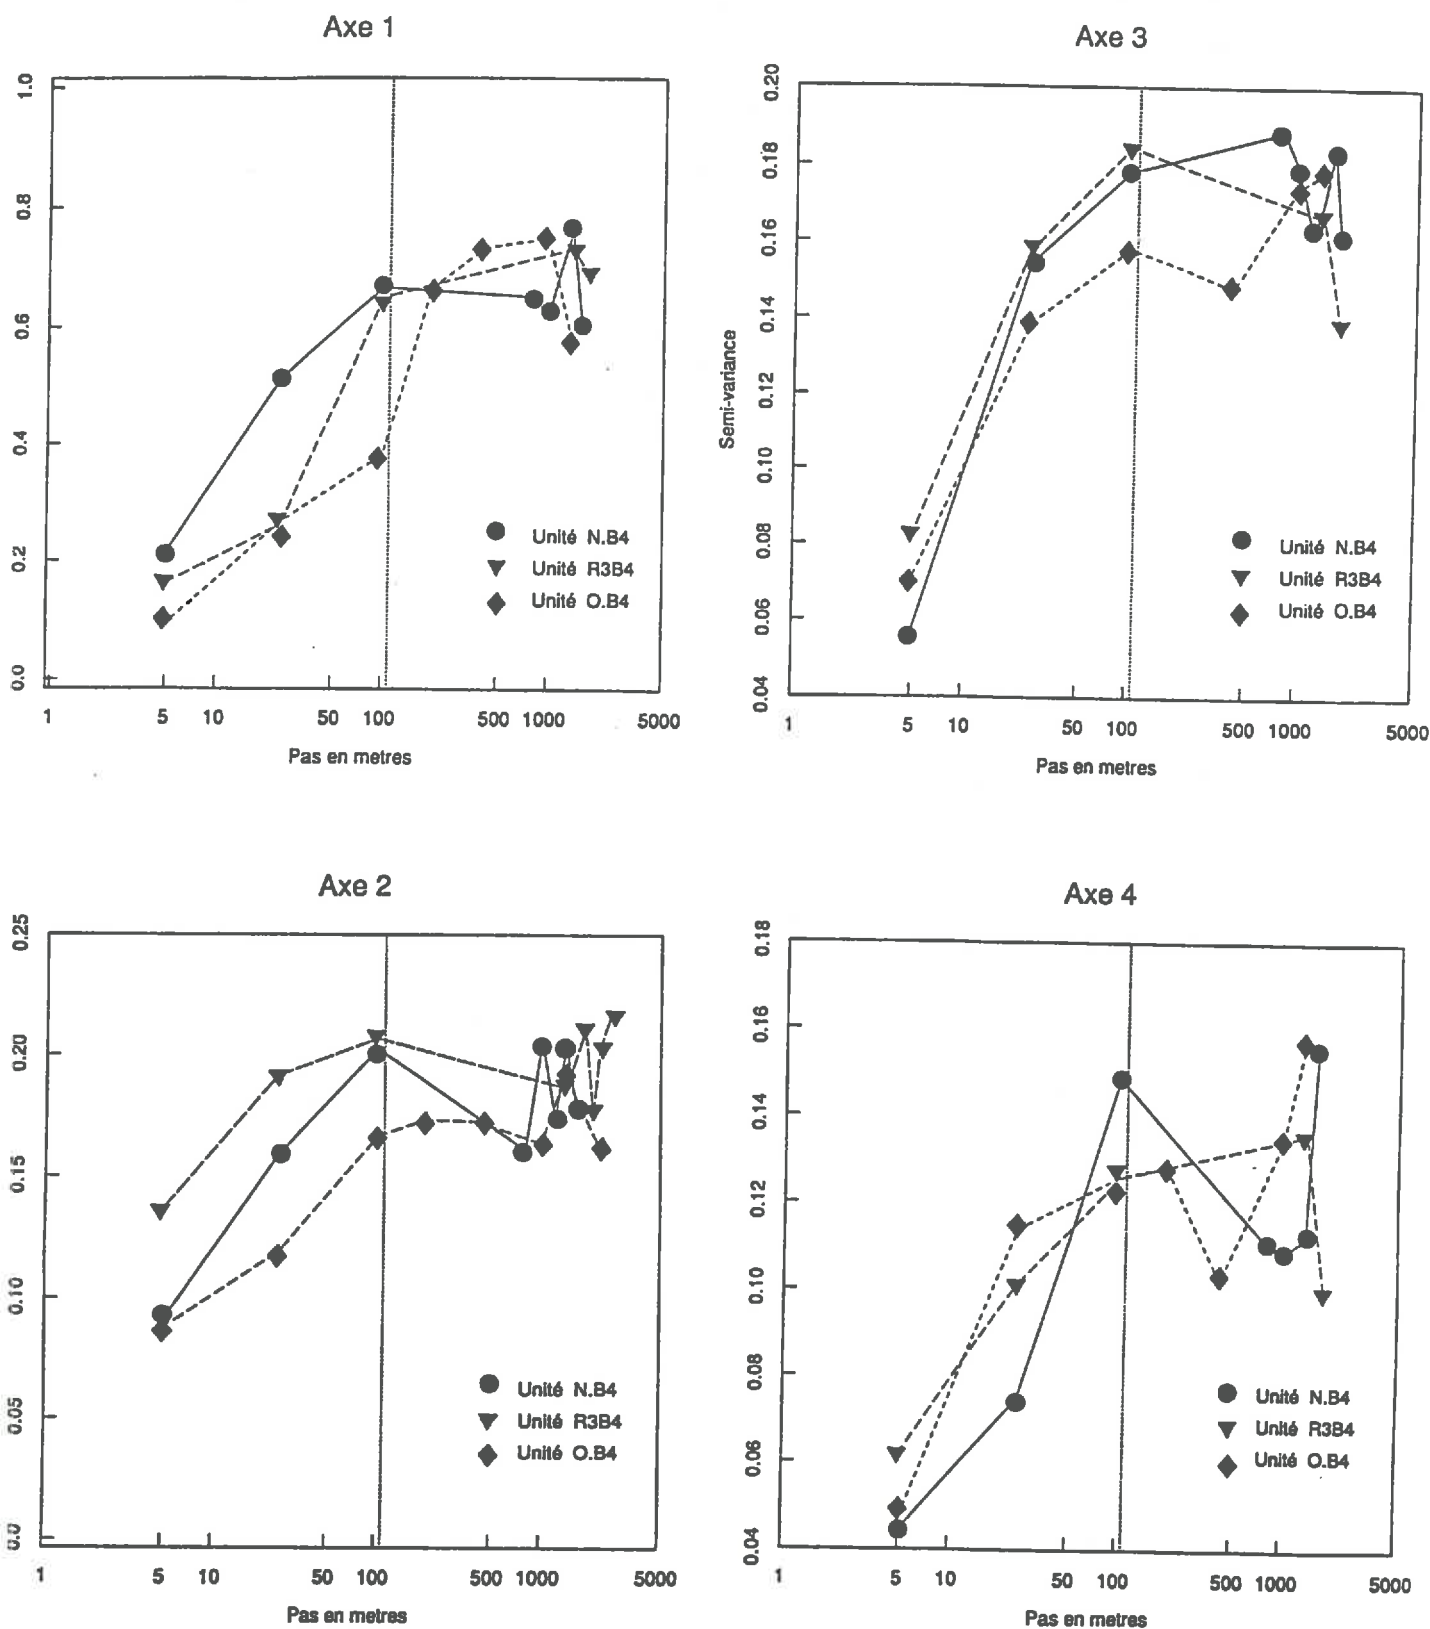 Axe 1
1.0
0.8
0.6
0.4
0.2
0.0
1 5 10 50 100 500 1000 5000
Pas en metres
Unité N.B4
Unité R3B4
Unité O.B4
Axe 3
Semi-variance
0.20
0.18
0.16
0.14
0.12
0.10
0.08
0.06
0.04
1 5 10 50 100 500 1000 5000
Pas en metres
Unité N.B4
Unité R3B4
Unité O.B4
Axe 2
0.25
0.20
0.15
0.10
0.05
0.0
1 5 10 50 100 500 1000 5000
Pas en metres
Unité N.B4
Unité R3B4
Unité O.B4
Axe 4
0.18
0.16
0.14
0.12
0.10
0.08
0.06
0.04
1 5 10 50 100 500 1000 5000
Pas en metres
Unité N.B4
Unité R3B4
Unité O.B4